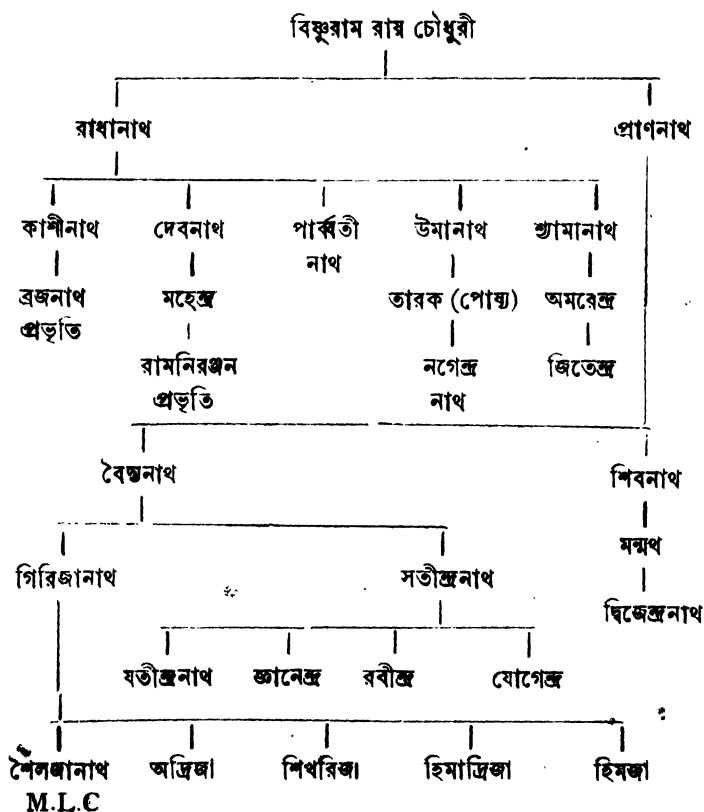 বিষ্ণুরাম রায় চৌধুরী
রাধানাথ প্রাণনাথ
কাশীনাথ দেবনাথ পার্ব্বতী উমানাথ শ্যামানাথ
নাথ
ব্রজনাথ মহেন্দ্র তারক (পোষ্য) অমরেন্দ্র
প্রভৃতি
রামনিরঞ্জন নগেন্দ্র জিতেন্দ্র
প্রভৃতি নাথ
বৈদ্যনাথ শিবনাথ
মন্মথ
গিরিজানাথ সতীন্দ্রনাথ
দ্বিজেন্দ্রনাথ
যতীন্দ্রনাথ জ্ঞানেন্দ্র রবীন্দ্র যোগেন্দ্র
শৈলজানাথ অদ্রিজা শিখরিজা হিমাদ্রিজা হিমজা
M.L.C